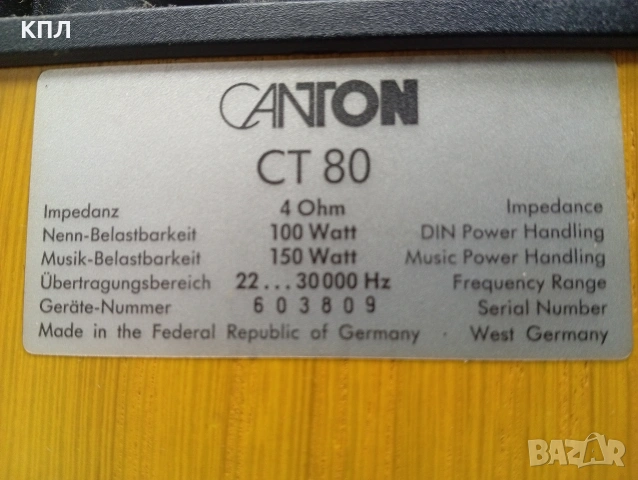 КПЛ
CANTON
CT 80
Impedanz 4 Ohm Impedance
Nenn-Belastbarkeit 100 Watt DIN Power Handling
Musik-Belastbarkeit 150 Watt Music Power Handling
Übertragungsbereich 22...30000 Hz Frequency Range
Geräte-Nummer 603809 Serial Number
Made in the Federal Republic of Germany · West Germany
BAZAR